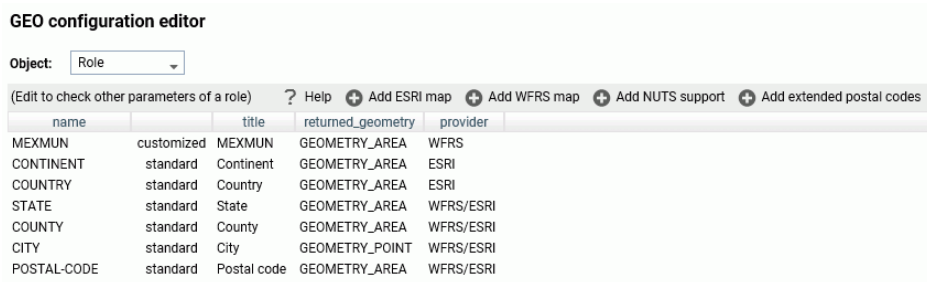 GEO configuration editor
Object: Role
(Edit to check other parameters of a role) ? Help Add ESRI map Add WFRS map Add NUTS support Add extended postal codes
name title returned_geometry provider
MEXMUN customized MEXMUN GEOMETRY_AREA WFRS
CONTINENT standard Continent GEOMETRY_AREA ESRI
COUNTRY standard Country GEOMETRY_AREA ESRI
STATE standard State GEOMETRY_AREA WFRS/ESRI
COUNTY standard County GEOMETRY_AREA WFRS/ESRI
CITY standard City GEOMETRY_POINT WFRS/ESRI
POSTAL-CODE standard Postal code GEOMETRY_AREA WFRS/ESRI